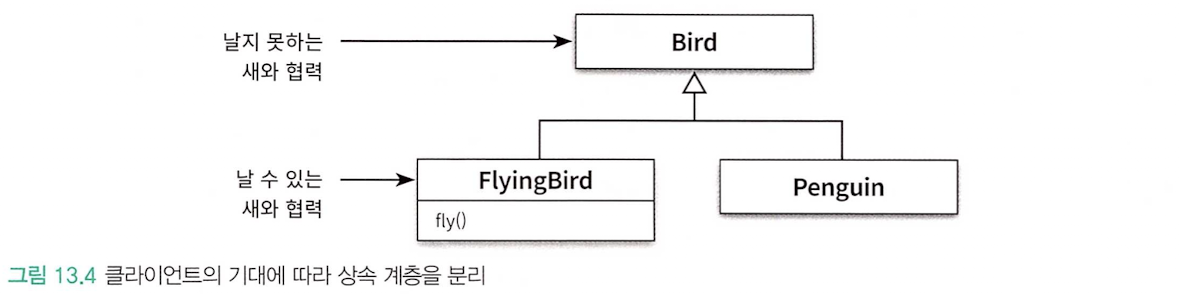 날지 못하는
새와 협력
Bird
날 수 있는
새와 협력
FlyingBird
fly()
Penguin
그림 13.4 클라이언트의 기대에 따라 상속 계층을 분리